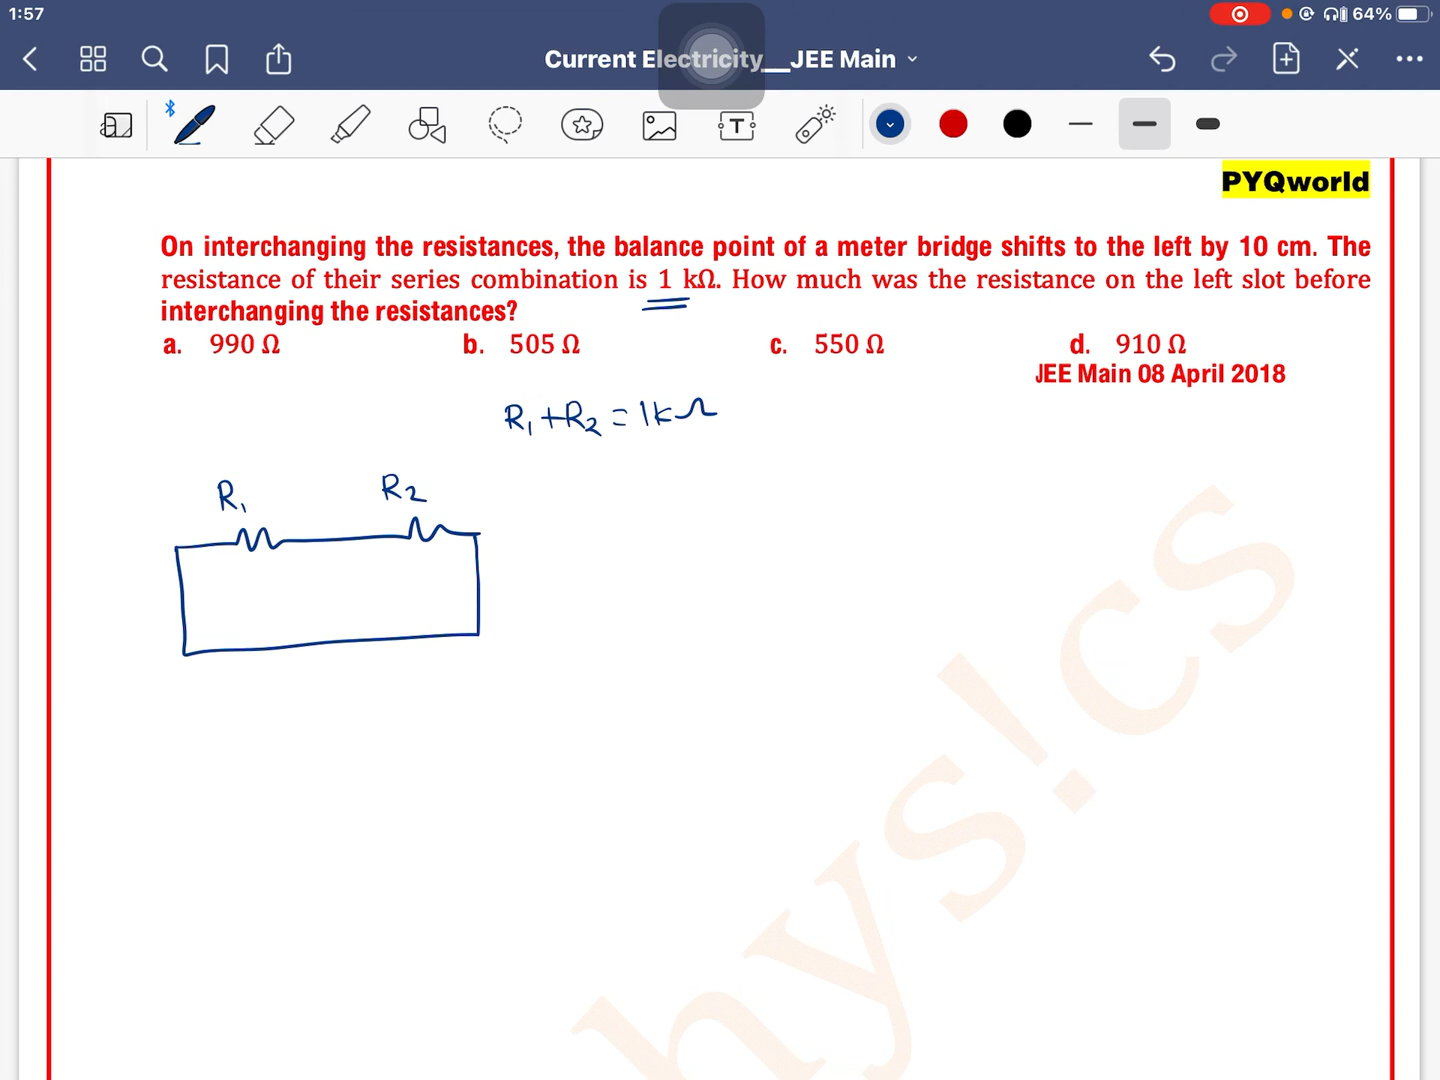 1:57
64%
Current Electricity__JEE Main
T
PYQworld
On interchanging the resistances, the balance point of a meter bridge shifts to the left by 10 cm. The
resistance of their series combination is 1 kΩ. How much was the resistance on the left slot before
interchanging the resistances?
a. 990 Ω b. 505 Ω c. 550 Ω d. 910 Ω
JEE Main 08 April 2018
R₁ + R₂ = 1kΩ
R₁ R₂
hys!cs